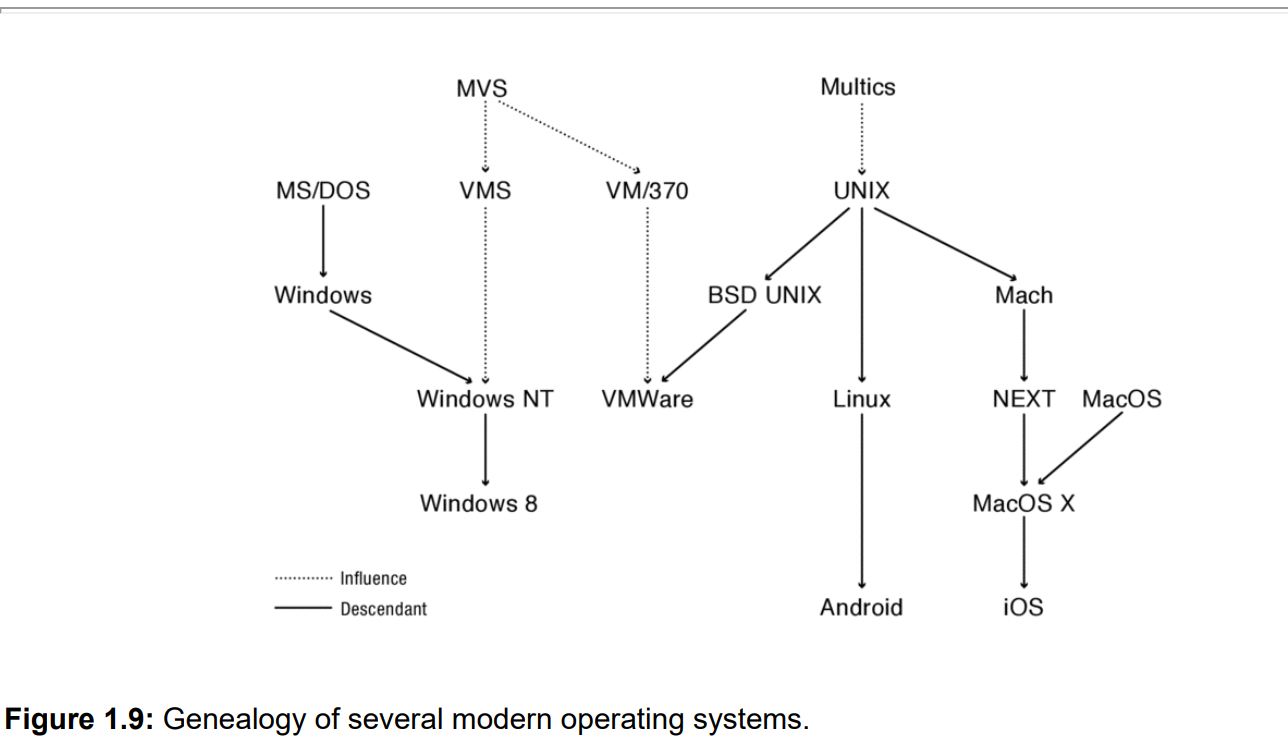 MVS Multics
MS/DOS VMS VM/370 UNIX
Windows BSD UNIX Mach
Windows NT VMWare Linux NEXT MacOS
Windows 8 MacOS X
Influence
Descendant
Android iOS
Figure 1.9: Genealogy of several modern operating systems.